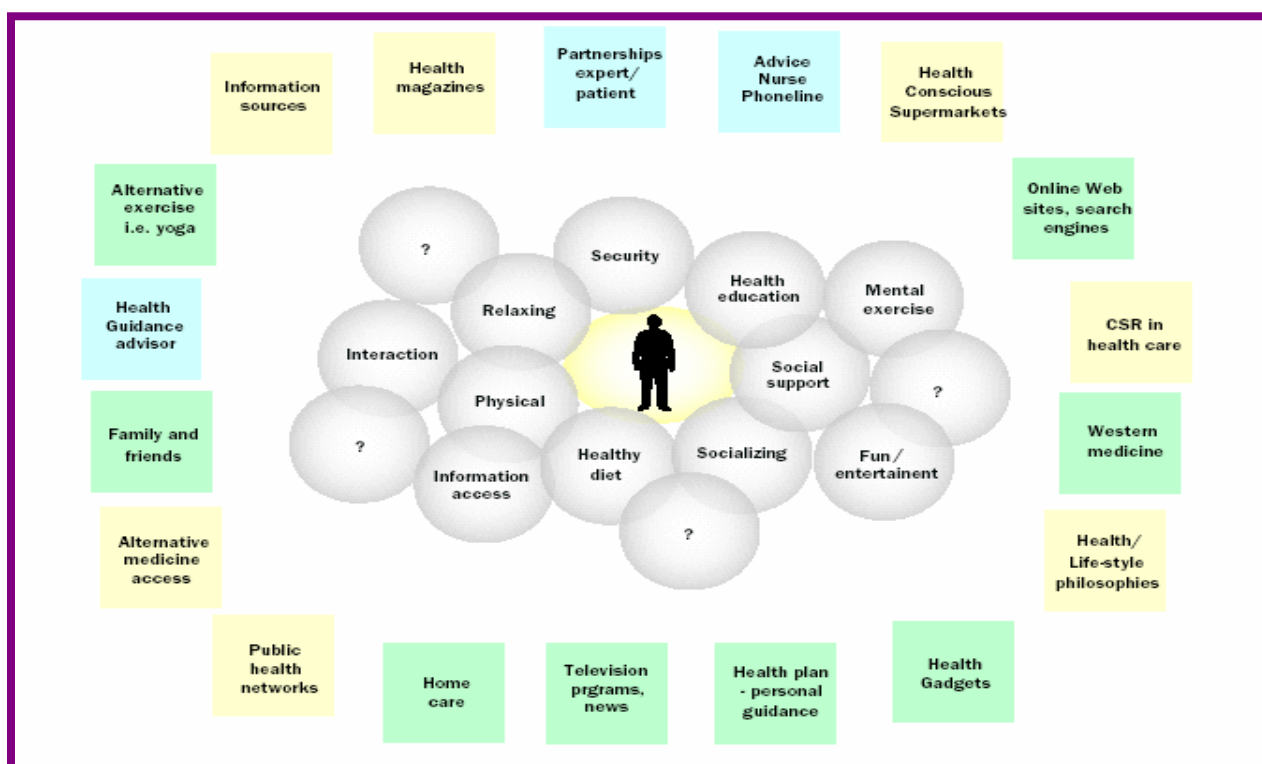 Information
sources
Health
magazines
Partnerships
expert/
patient
Advice
Nurse
Phoneline
Health
Conscious
Supermarkets
Alternative
exercise
i.e. yoga
Online Web
sites, search
engines
?
Security
Health
education
Mental
exercise
Relaxing
Health
Guidance
advisor
Interaction
CSR in
health care
Social
support
?
Physical
?
Family and
friends
Information
access
Healthy
diet
Socializing
Fun/
entertainent
Western
medicine
?
Alternative
medicine
access
Health/
Life-style
philosophies
Public
health
networks
Home
care
Television
prgrams,
news
Health plan
- personal
guidance
Health
Gadgets